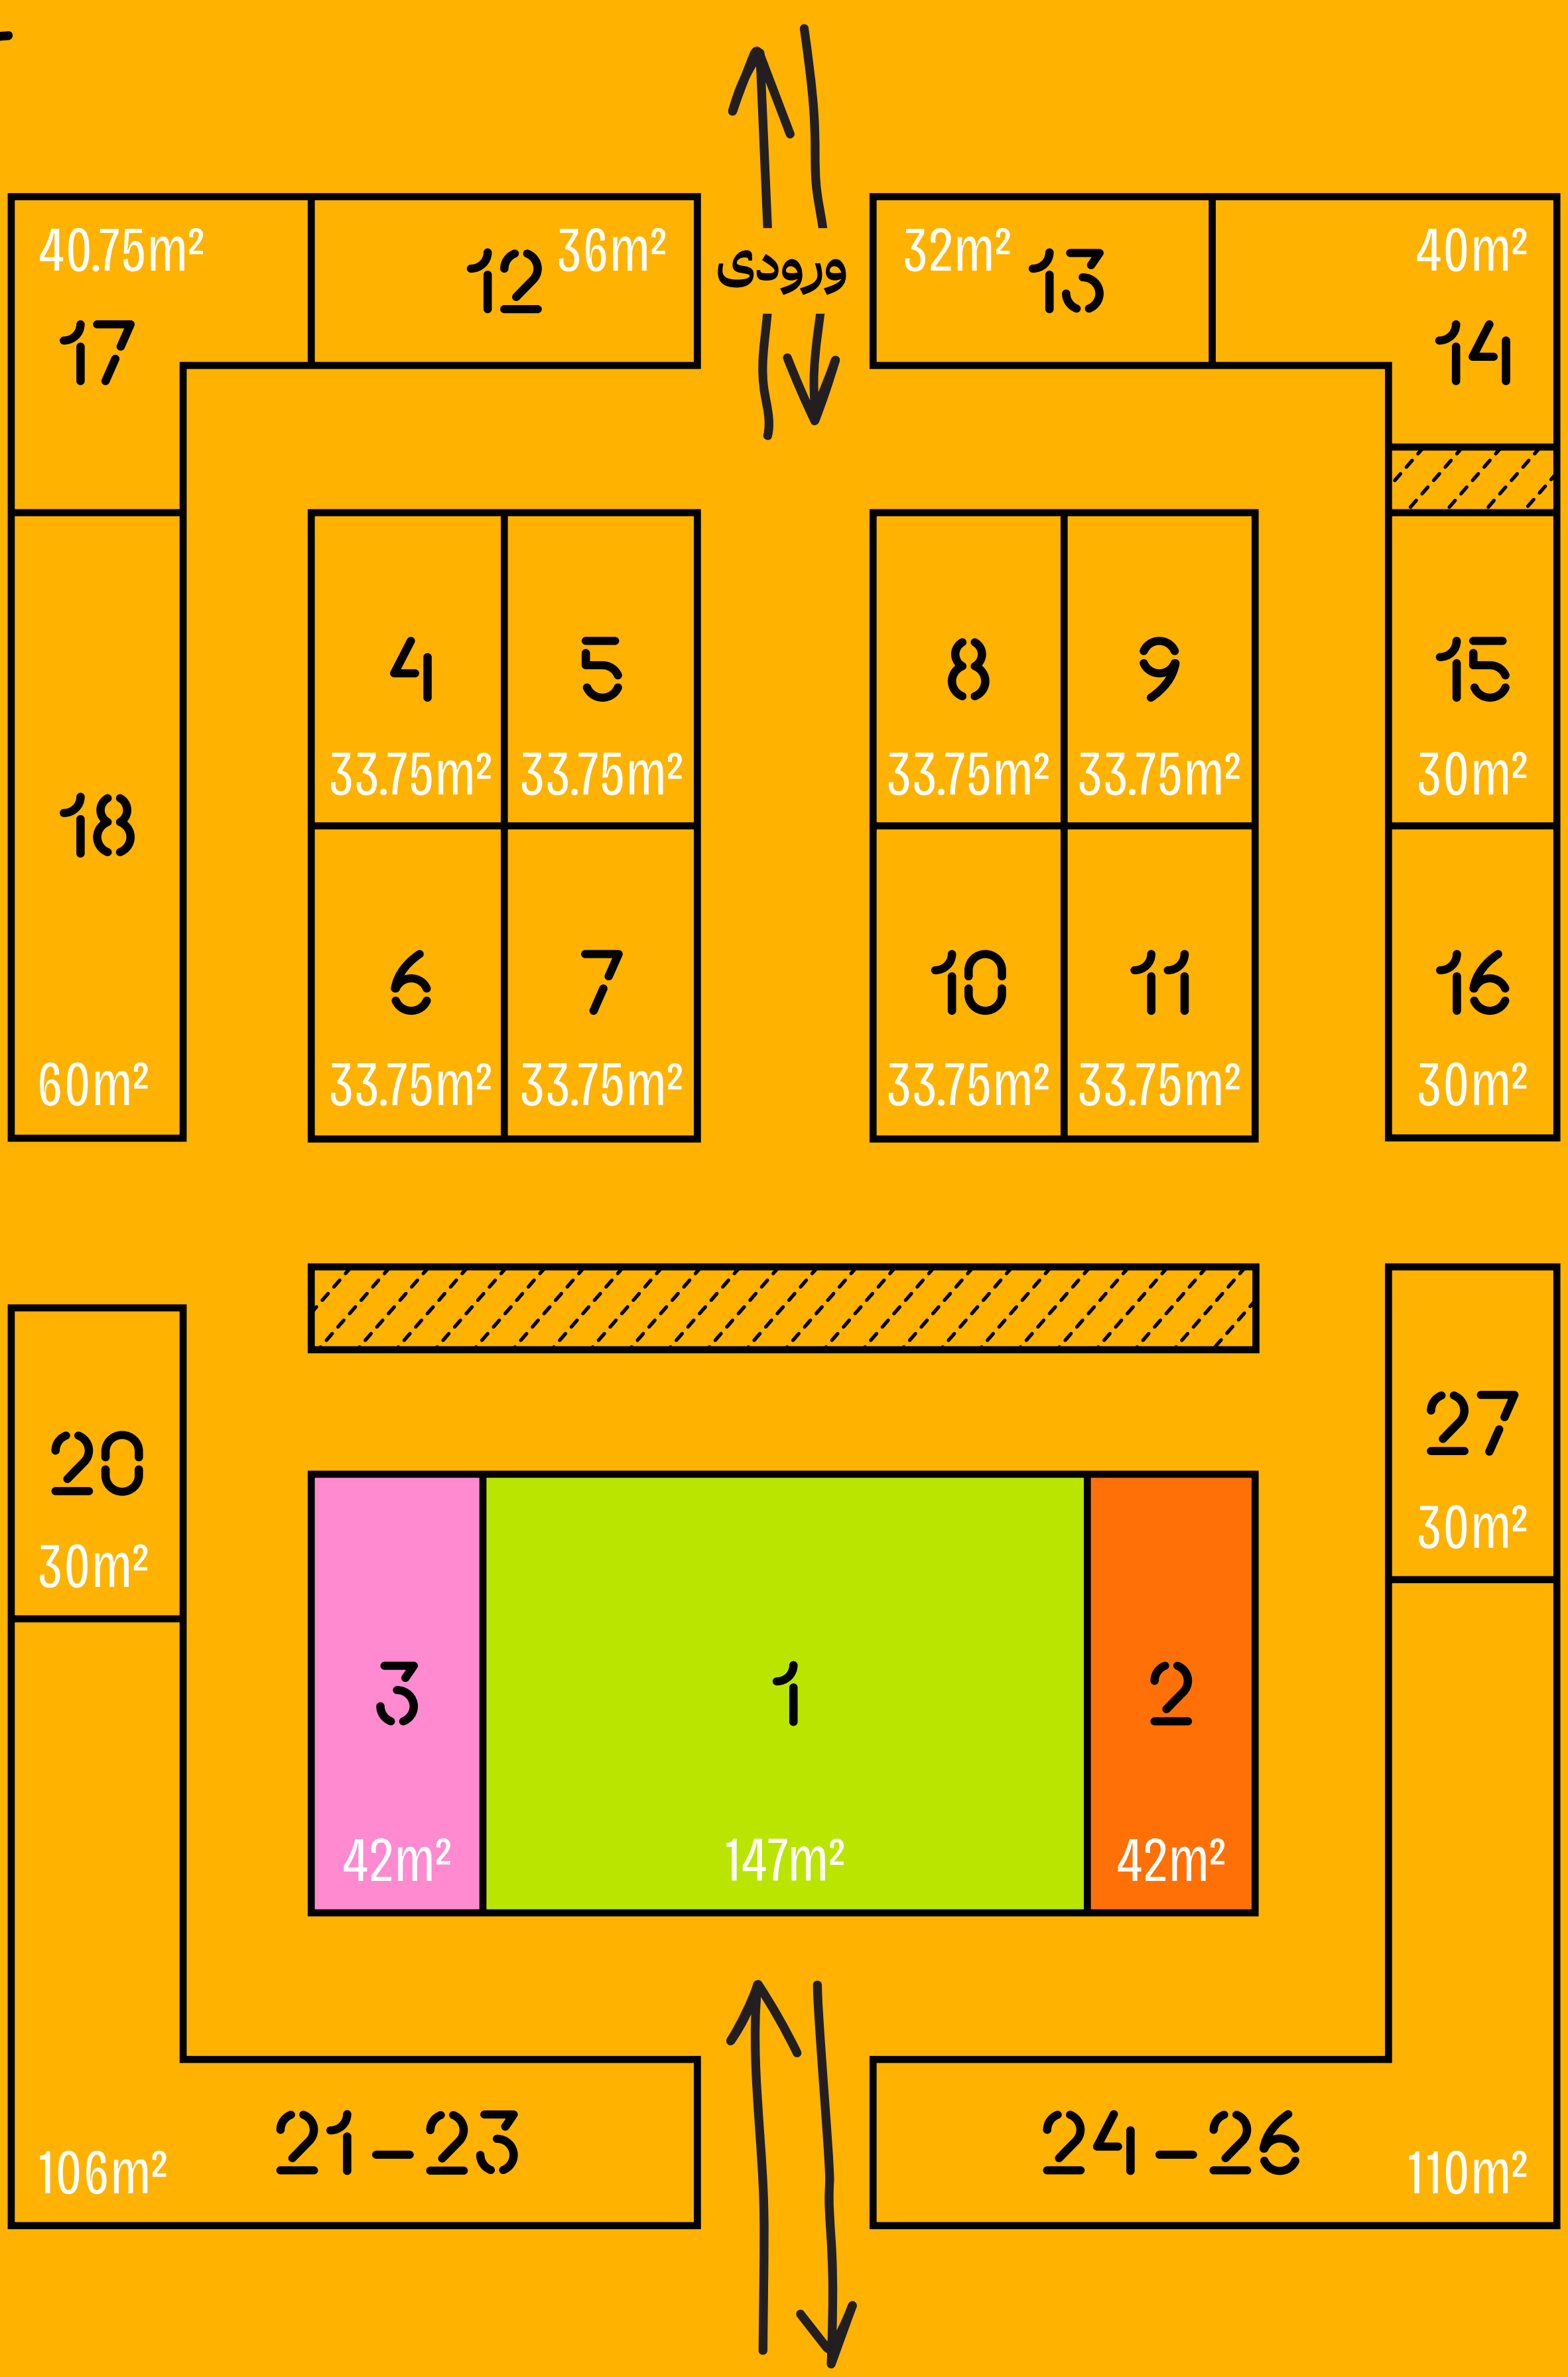 40.75m²
17
12
36m²
ورودی
32m²
13
40m²
14
4
33.75m²
5
33.75m²
8
33.75m²
9
33.75m²
15
30m²
18
60m²
6
33.75m²
7
33.75m²
10
33.75m²
11
33.75m²
16
30m²
20
30m²
27
30m²
3
42m²
1
147m²
2
42m²
21-23
106m²
24-26
110m²